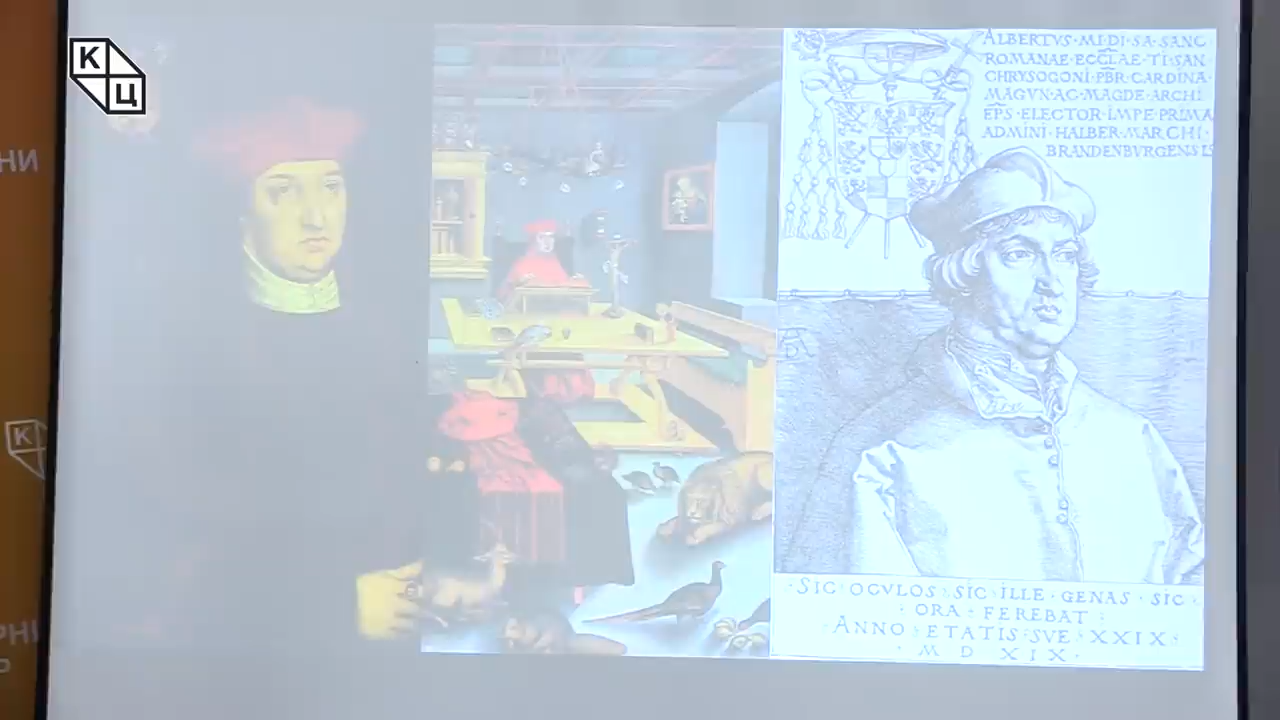 К
Ц
НИ
К
РНИ
Р
ALBERTVS·MI·DI·SA·SANC·
ROMANAE·ECCLAE·TI·SAN·
CHRYSOGONI·PBR·CARDINA·
MAGVN·AC·MAGDE·ARCHI·
EPS·ELECTOR·IMPE·PRIMA
ADMINI·HALBER·MARCHI·
BRANDENBVRGENSIS
AD
·SIC·OCVLOS·SIC·ILLE·GENAS·SIC·
·ORA·FEREBAT·
·ANNO·ETATIS·SVE·XXIX·
·M·D·XIX·